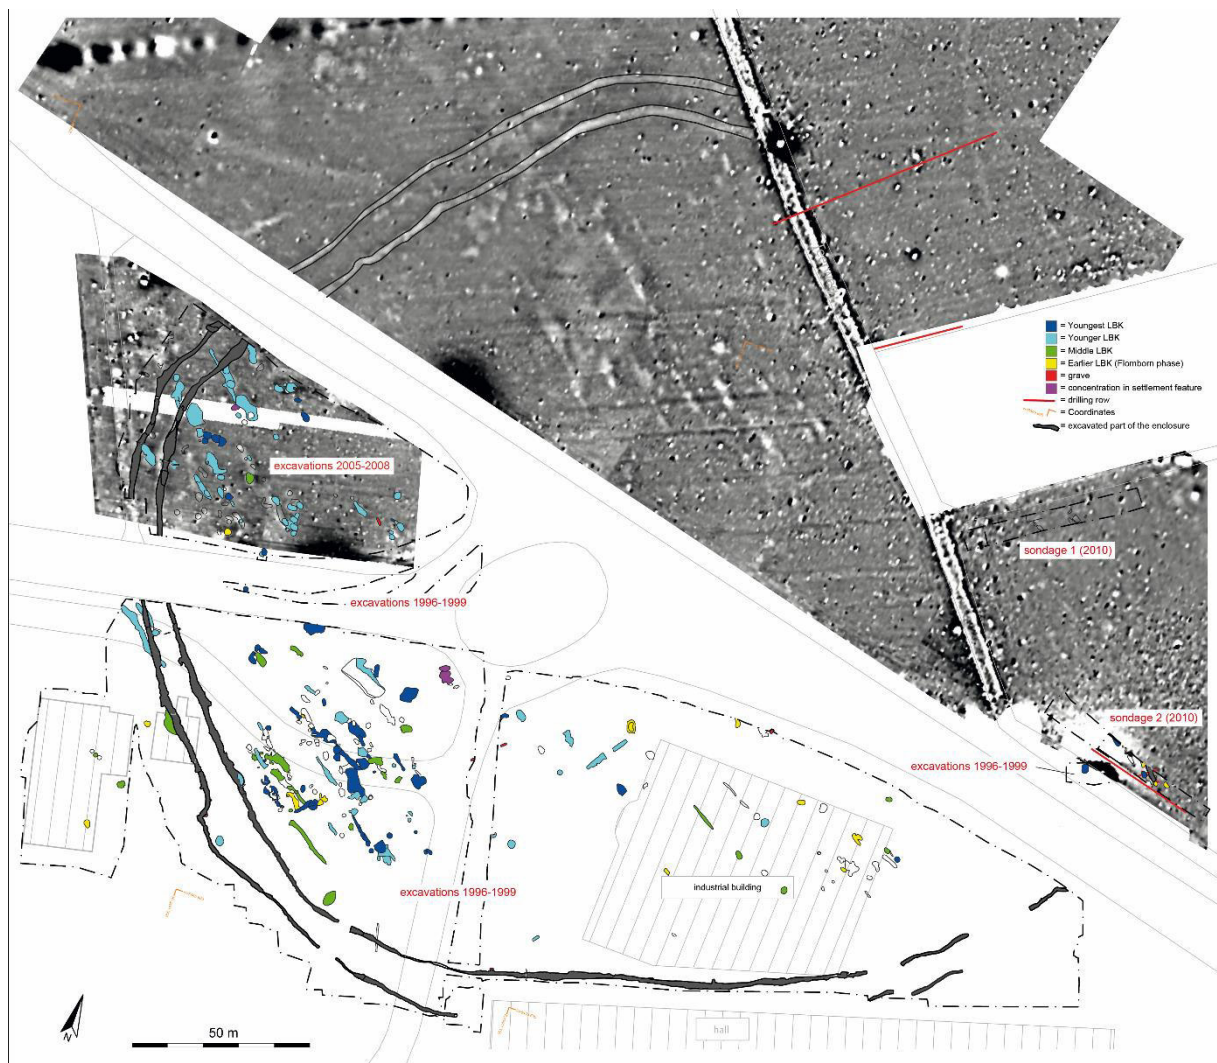 = Youngest LBK
= Younger LBK
= Middle LBK
= Earlier LBK (Flomborn phase)
= grave
= concentration in settlement feature
= drilling row
= Coordinates
= excavated part of the enclosure
excavations 2005-2008
sondage 1 (2010)
excavations 1996-1999
sondage 2 (2010)
excavations 1996-1999
excavations 1996-1999
industrial building
N
50 m
hall